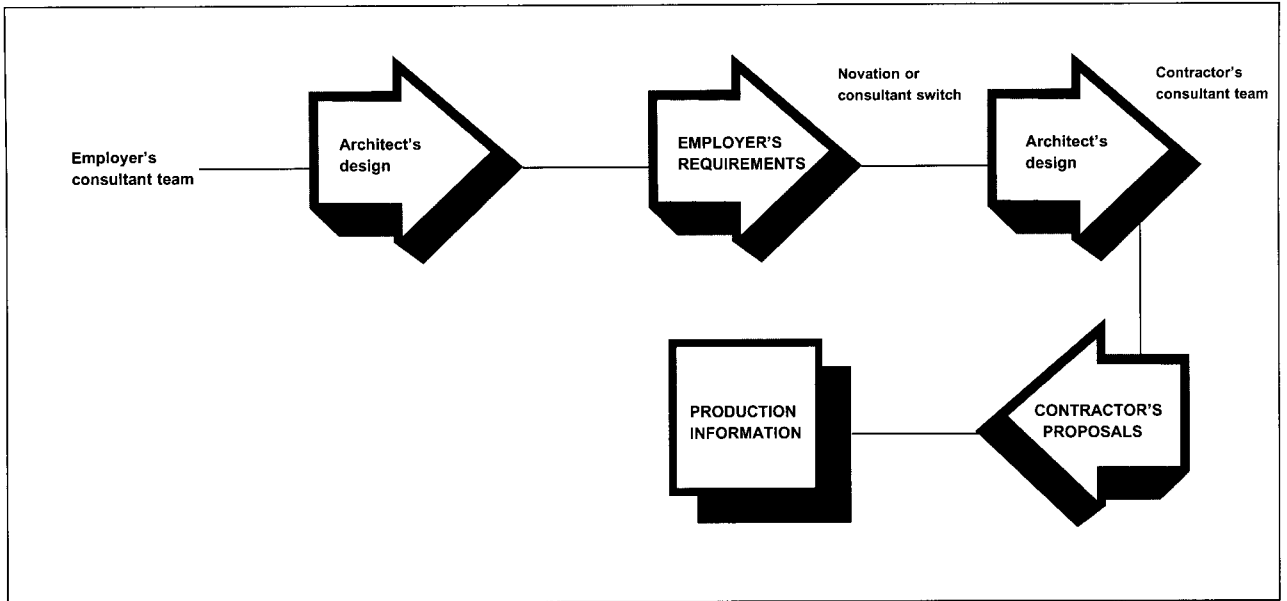 Employer's
consultant team
Architect's
design
EMPLOYER'S
REQUIREMENTS
Novation or
consultant switch
Architect's
design
Contractor's
consultant team
CONTRACTOR'S
PROPOSALS
PRODUCTION
INFORMATION